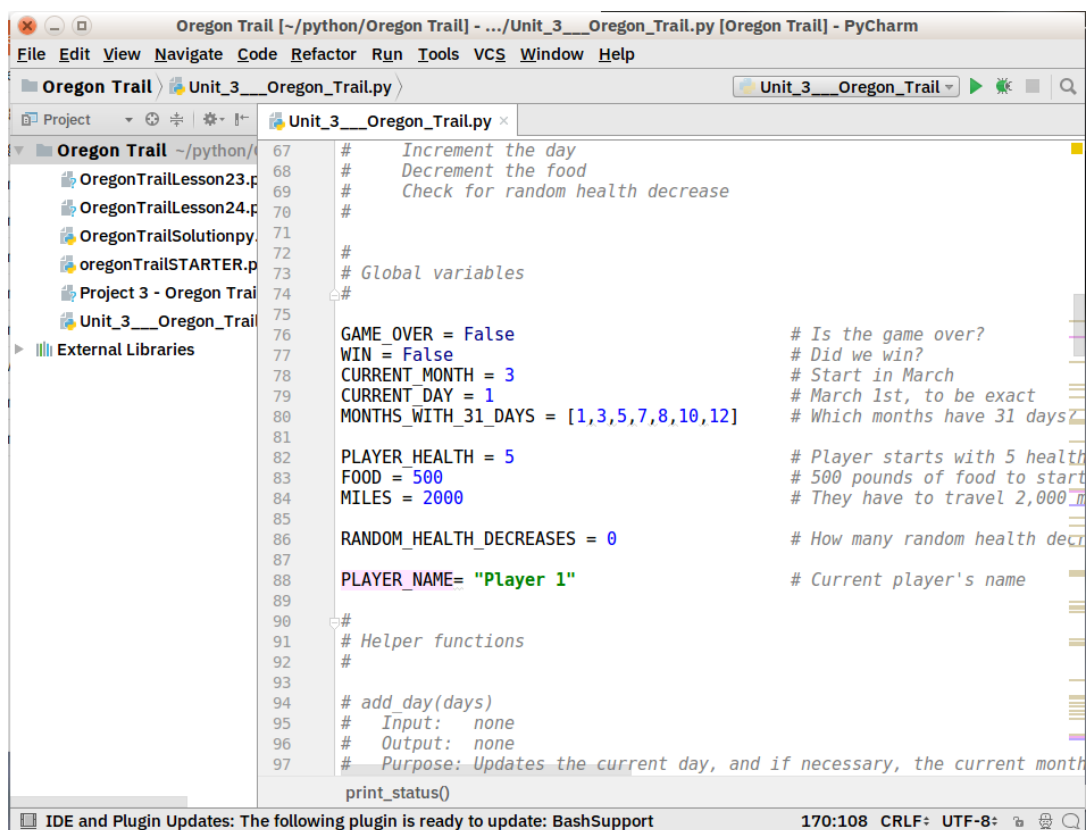 Oregon Trail [~/python/Oregon Trail] - .../Unit_3___Oregon_Trail.py [Oregon Trail] - PyCharm
File Edit View Navigate Code Refactor Run Tools VCS Window Help
Oregon Trail Unit_3___Oregon_Trail.py Unit_3___Oregon_Trail
Project Unit_3___Oregon_Trail.py ×
Oregon Trail ~/python/
OregonTrailLesson23.p
OregonTrailLesson24.p
OregonTrailSolutionpy.
oregonTrailSTARTER.p
Project 3 - Oregon Trai
Unit_3___Oregon_Trail
External Libraries
67 #     Increment the day
68 #     Decrement the food
69 #     Check for random health decrease
70 #
71
72 #
73 # Global variables
74 #
75
76 GAME_OVER = False # Is the game over?
77 WIN = False # Did we win?
78 CURRENT_MONTH = 3 # Start in March
79 CURRENT_DAY = 1 # March 1st, to be exact
80 MONTHS_WITH_31_DAYS = [1,3,5,7,8,10,12] # Which months have 31 days?
81
82 PLAYER_HEALTH = 5 # Player starts with 5 health
83 FOOD = 500 # 500 pounds of food to start
84 MILES = 2000 # They have to travel 2,000 m
85
86 RANDOM_HEALTH_DECREASES = 0 # How many random health decr
87
88 PLAYER_NAME= "Player 1" # Current player's name
89
90 #
91 # Helper functions
92 #
93
94 # add_day(days)
95 #   Input:   none
96 #   Output:  none
97 #   Purpose: Updates the current day, and if necessary, the current month
print_status()
IDE and Plugin Updates: The following plugin is ready to update: BashSupport 170:108 CRLF÷ UTF-8÷